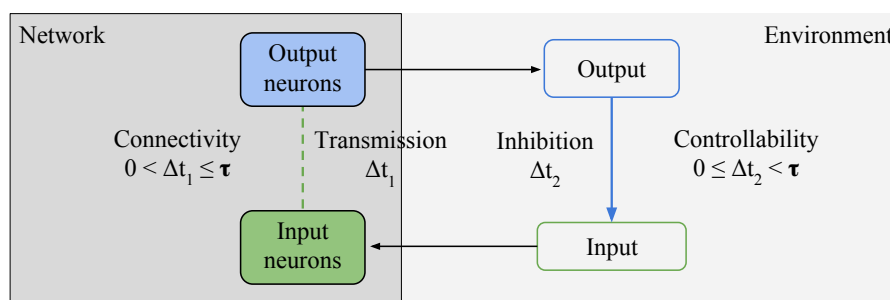 Network
Environment
Output
neurons
Output
Connectivity
0 < Δt₁ ≤ τ
Transmission
Δt₁
Inhibition
Δt₂
Controllability
0 ≤ Δt₂ < τ
Input
neurons
Input